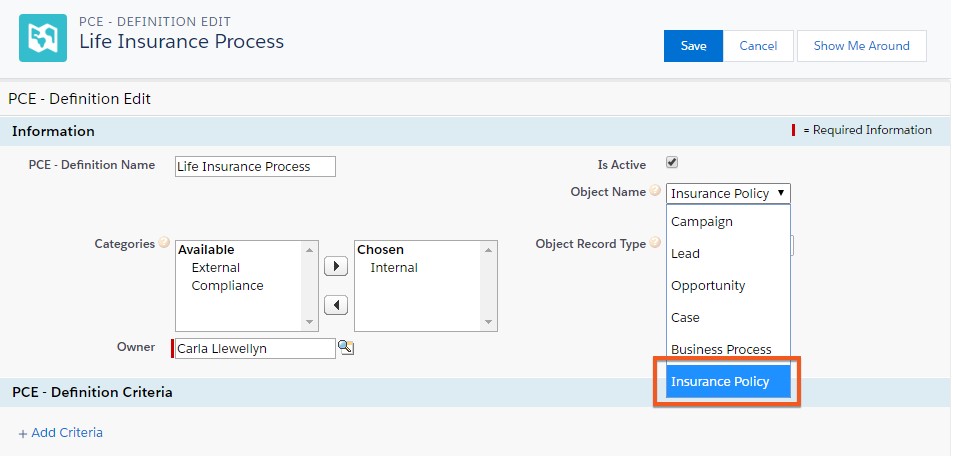 PCE - DEFINITION EDIT
Life Insurance Process
Save
Cancel
Show Me Around
PCE - Definition Edit
Information
= Required Information
PCE - Definition Name
Life Insurance Process
Is Active
Object Name
Insurance Policy
Campaign
Lead
Opportunity
Case
Business Process
Insurance Policy
Categories
Available
External
Compliance
Chosen
Internal
Object Record Type
Owner
Carla Llewellyn
PCE - Definition Criteria
+ Add Criteria